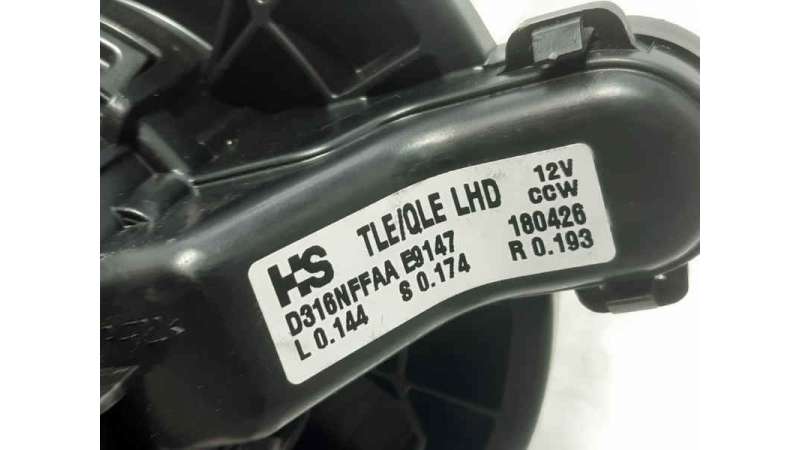 HS TLE/QLE LHD 12V
CCW
D316NFFAA E9147 180426
L 0.144 S 0.174 R 0.193